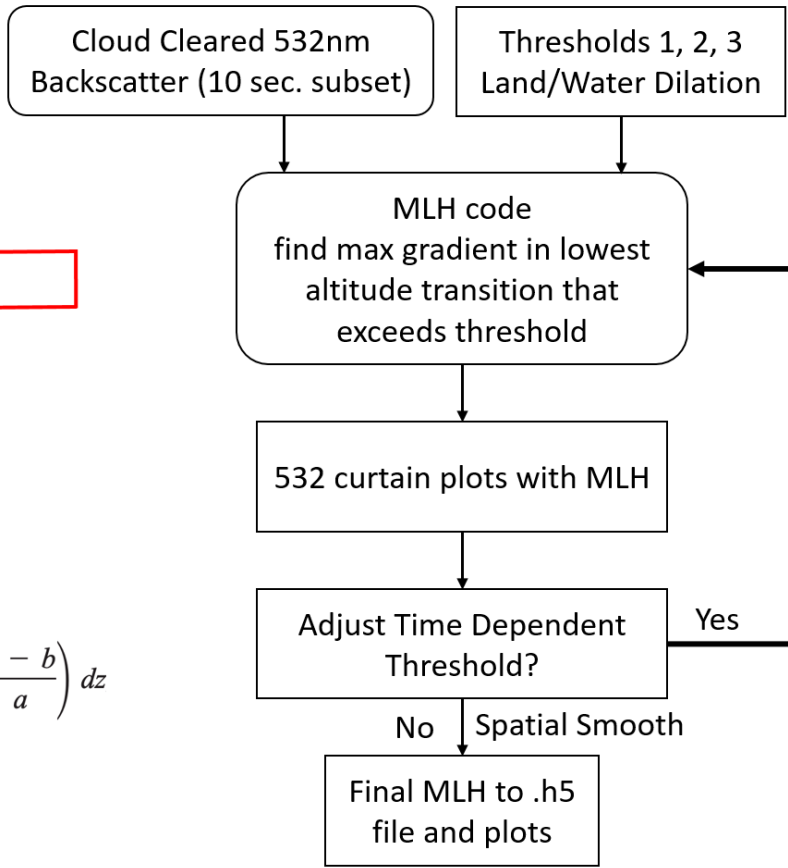 Cloud Cleared 532nm
Backscatter (10 sec. subset)
Thresholds 1, 2, 3
Land/Water Dilation
MLH code
find max gradient in lowest
altitude transition that
exceeds threshold
532 curtain plots with MLH
Adjust Time Dependent
Threshold?
Yes
− b
a
) dz
No
Spatial Smooth
Final MLH to .h5
file and plots